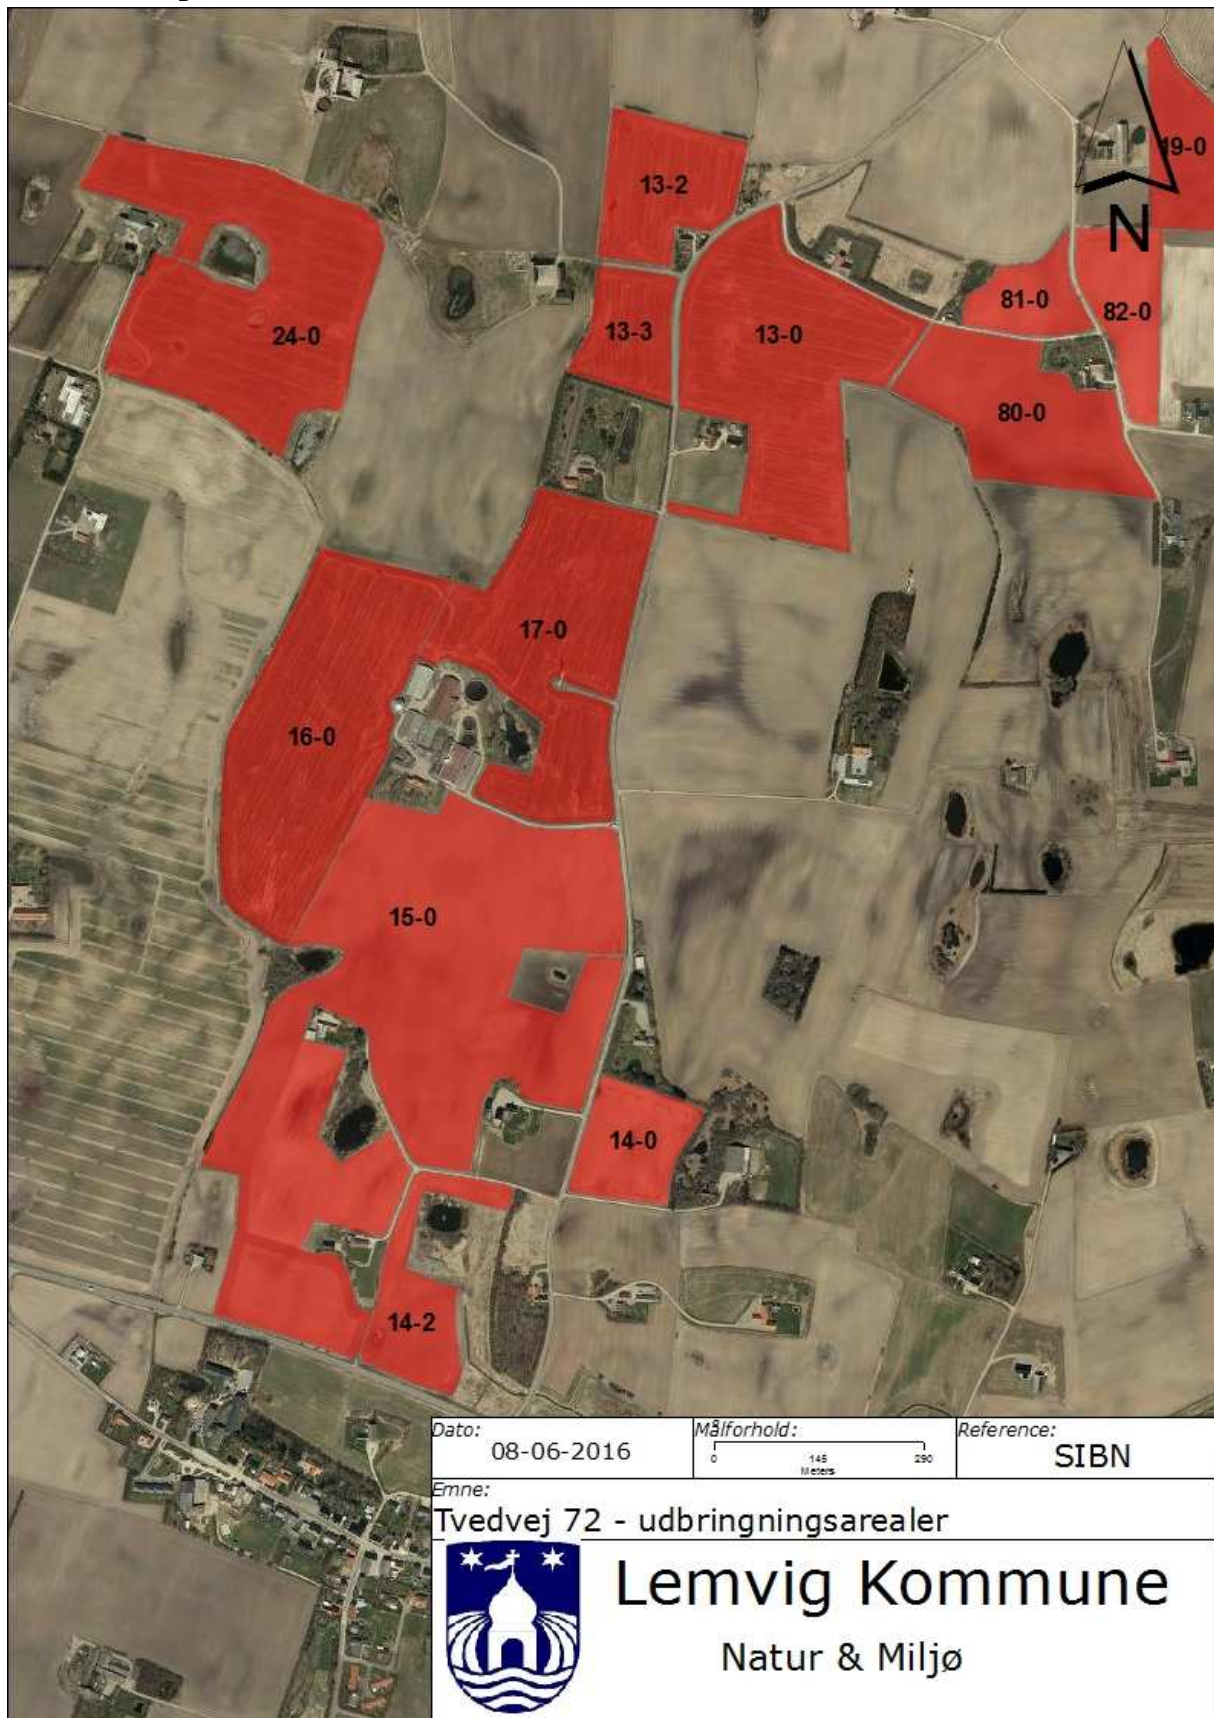 13-2
19-0
N
24-0
13-3
13-0
81-0
82-0
80-0
17-0
16-0
15-0
14-0
14-2
Dato:
08-06-2016
Målforhold:
0 145 290
Meters
Reference:
SIBN
Emne:
Tvedvej 72 - udbringningsarealer
Lemvig Kommune
Natur & Miljø